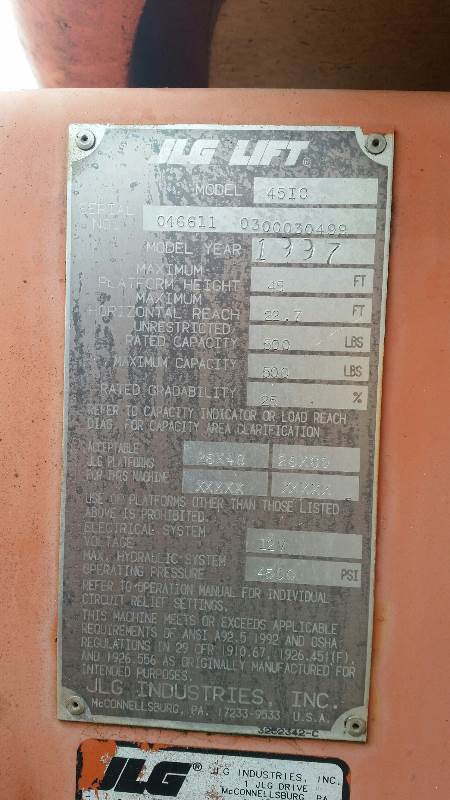 JLG LIFT®
MODEL 45IC
SERIAL NO. 046611 0300030499
MODEL YEAR 1997
MAXIMUM
PLATFORM HEIGHT 45 FT
MAXIMUM
HORIZONTAL REACH 22.7 FT
UNRESTRICTED
RATED CAPACITY 500 LBS
MAXIMUM CAPACITY 500 LBS
RATED GRADABILITY 25 %
REFER TO CAPACITY INDICATOR OR LOAD REACH
DIAG. FOR CAPACITY AREA CLARIFICATION
ACCEPTABLE
JLG PLATFORMS
FOR THIS MACHINE
XXXXX XXXXX
USE OF PLATFORMS OTHER THAN THOSE LISTED
ABOVE IS PROHIBITED.
ELECTRICAL SYSTEM
VOLTAGE 12V
MAX. HYDRAULIC SYSTEM
OPERATING PRESSURE 4500 PSI
REFER TO OPERATION MANUAL FOR INDIVIDUAL
CIRCUIT RELIEF SETTINGS.
THIS MACHINE MEETS OR EXCEEDS APPLICABLE
REQUIREMENTS OF ANSI A92.5 1992 AND OSHA
REGULATIONS IN 29 CFR 1910.67, 1926.451(F),
AND 1926.556 AS ORIGINALLY MANUFACTURED FOR
INTENDED PURPOSES.
JLG INDUSTRIES, INC.
McCONNELLSBURG, PA. 17233-9533 U.S.A.
3252342-C
JLG® JLG INDUSTRIES, INC.
1 JLG DRIVE
McCONNELLSBURG, PA